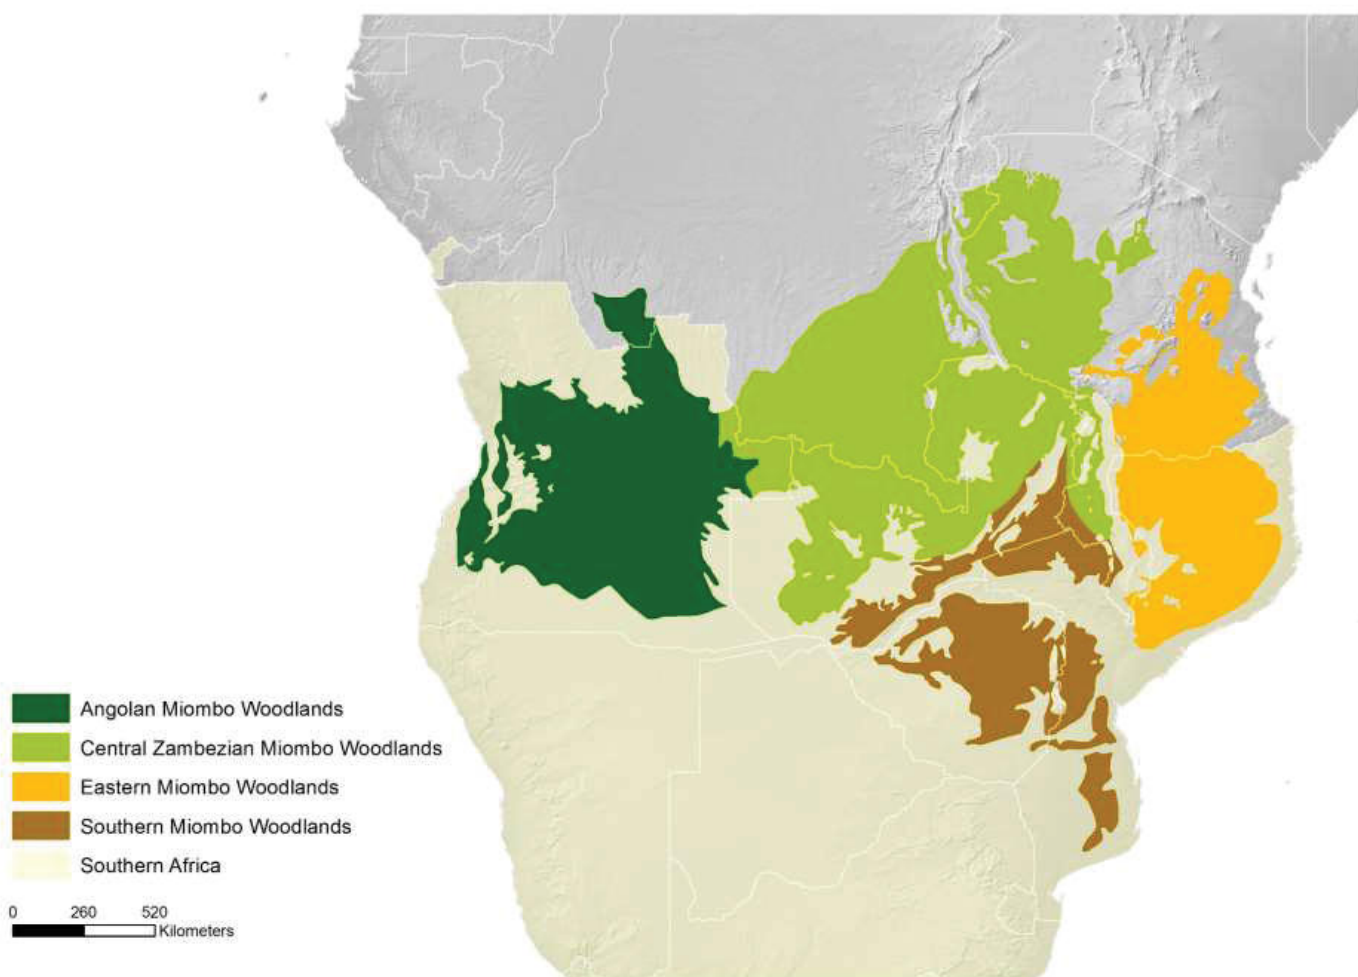 Angolan Miombo Woodlands
Central Zambezian Miombo Woodlands
Eastern Miombo Woodlands
Southern Miombo Woodlands
Southern Africa
0 260 520
Kilometers